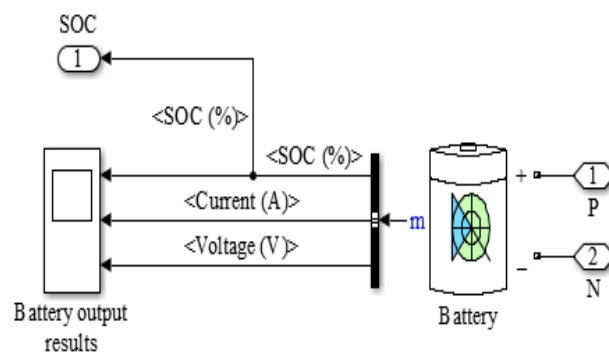 SOC
1
<SOC (%)>
<SOC (%)>
<Current (A)>
<Voltage (V)>
m
+
1
P
−
2
N
Battery
Battery output
results